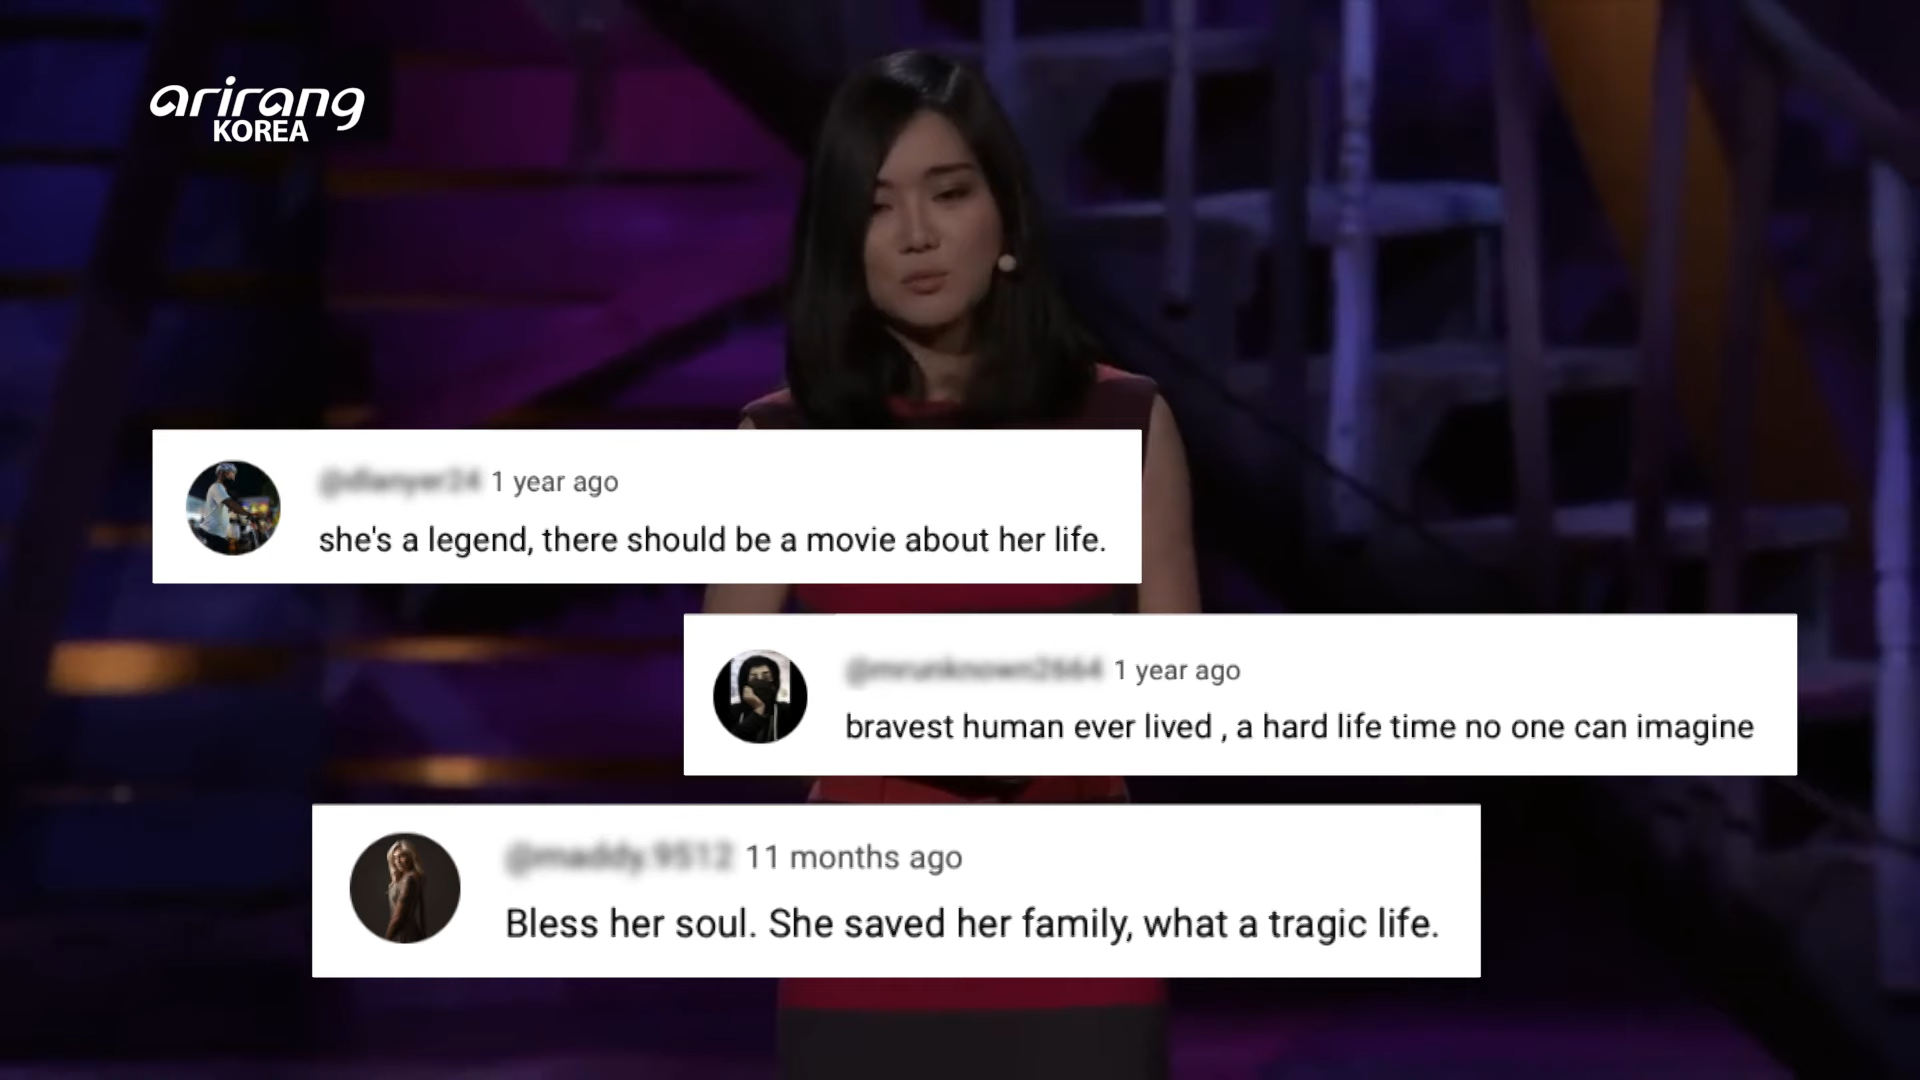 arirang
KOREA
1 year ago
she's a legend, there should be a movie about her life.
1 year ago
bravest human ever lived , a hard life time no one can imagine
11 months ago
Bless her soul. She saved her family, what a tragic life.